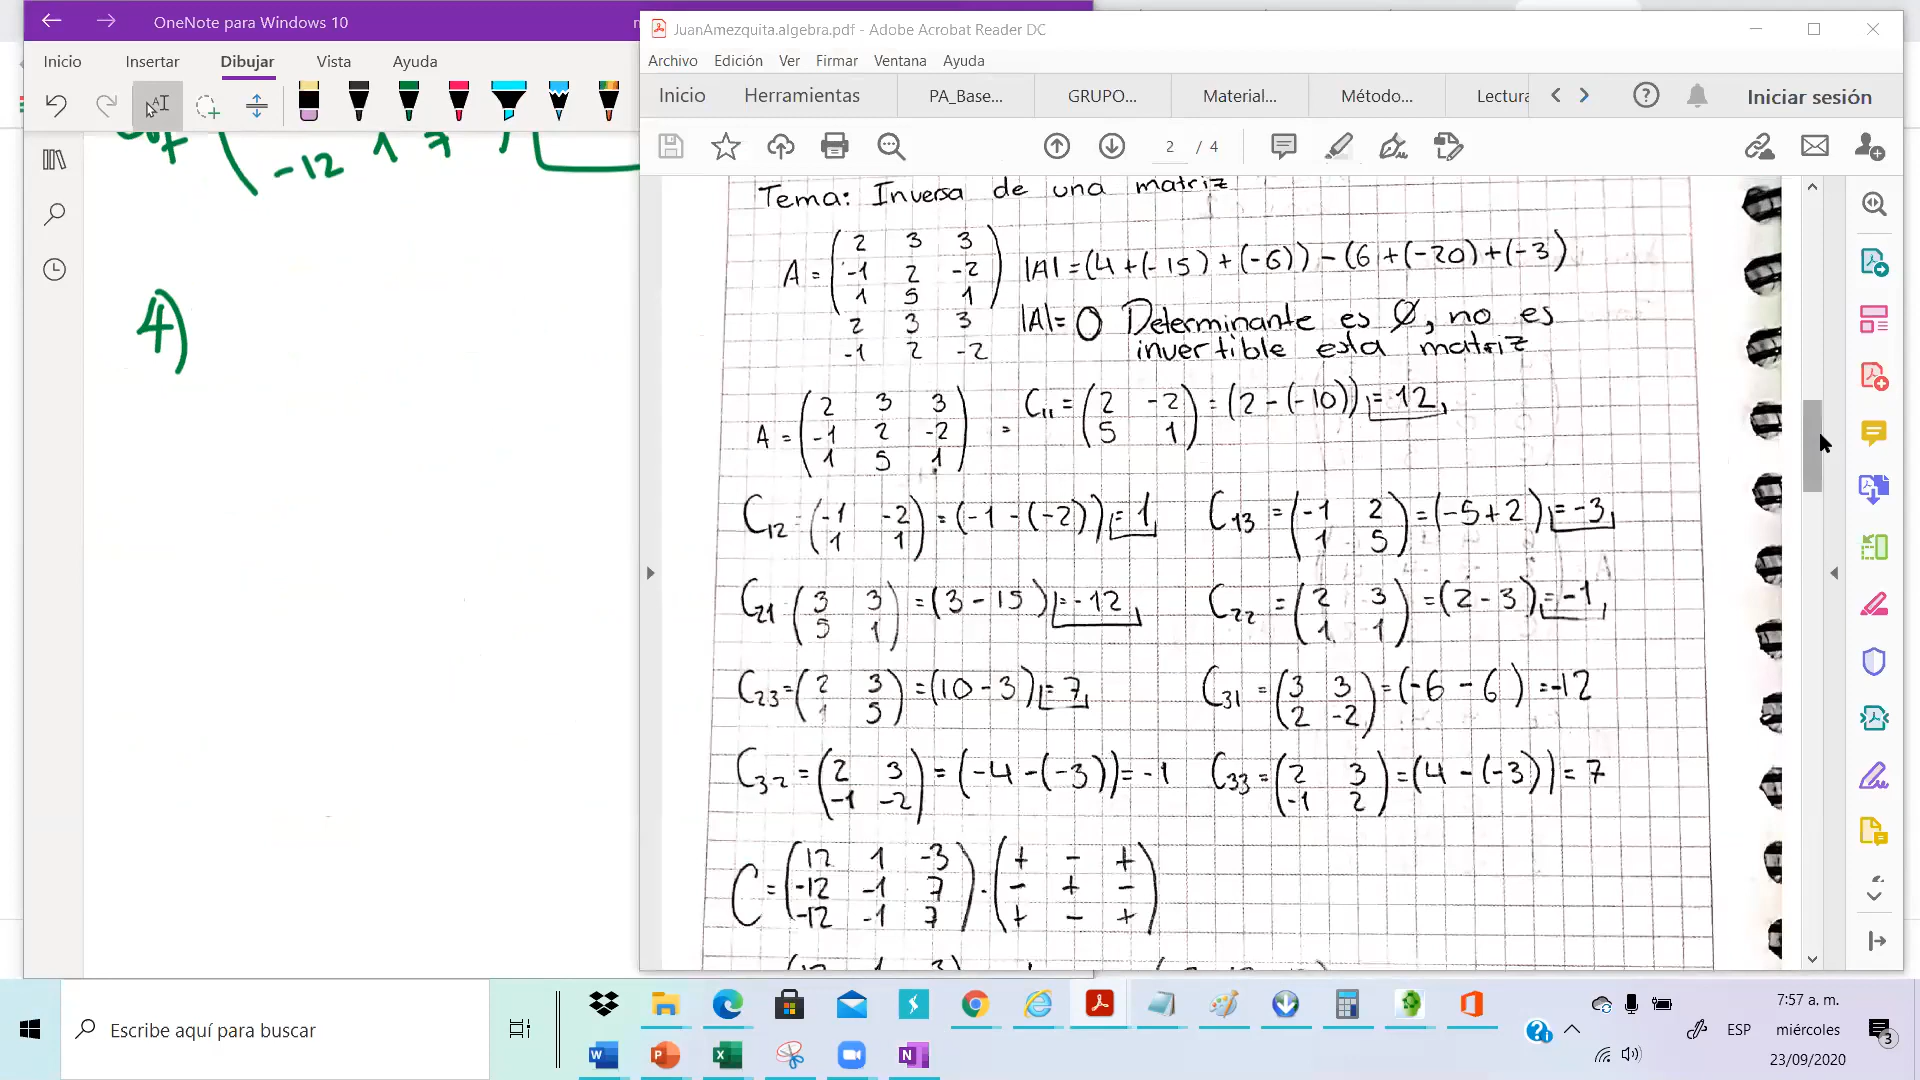 OneNote para Windows 10
Inicio Insertar Dibujar Vista Ayuda
-12 1 7
4)
JuanAmezquita.algebra.pdf - Adobe Acrobat Reader DC
Archivo Edición Ver Firmar Ventana Ayuda
Inicio Herramientas PA_Base... GRUPO... Material... Método... Lectura Iniciar sesión
2 / 4
Tema: Inversa de una matriz
A = ( 2 3 3 |A| = (4 + (-15) + (-6)) - (6 + (-20) + (-3)
-1 2 -2
1 5 1 )
2 3 3 |A| = 0 Determinante es Ø, no es
-1 2 -2 invertible esta matriz
A = ( 2 3 3 = C11 = ( 2 -2 = (2 - (-10)) = 12
-1 2 -2 5 1 )
1 5 1 )
C12 = ( -1 -2 = (-1 - (-2)) = 1 C13 = ( -1 2 = (-5+2) = -3
1 1 ) 1 5 )
C21 ( 3 3 = (3 - 15) = -12 C22 = ( 2 3 = (2 - 3) = -1
5 1 ) 1 1 )
C23 = ( 2 3 = (10 - 3) = 7 C31 = ( 3 3 = (-6 - 6) = -12
1 5 ) 2 -2 )
C32 = ( 2 3 = (-4 - (-3)) = -1 C33 = ( 2 3 = (4 - (-3)) = 7
-1 -2 ) -1 2 )
C = ( 12 1 -3 ) . ( + - +
-12 -1 7 - + -
-12 -1 7 ) + - + )
Escribe aquí para buscar
7:57 a. m.
ESP miércoles
23/09/2020
3